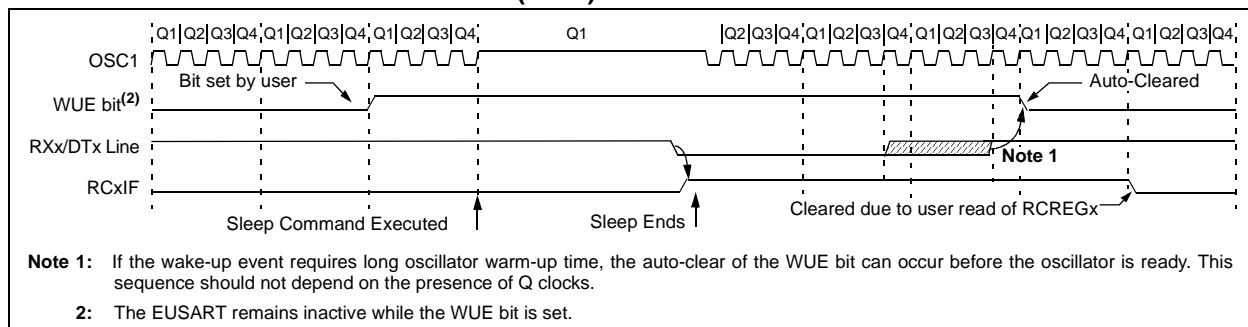 Q1 Q2 Q3 Q4 Q1 Q2 Q3 Q4 Q1 Q2 Q3 Q4 Q1 Q2 Q3 Q4 Q1 Q2 Q3 Q4 Q1 Q2 Q3 Q4 Q1 Q2 Q3 Q4
OSC1
Bit set by user
Auto-Cleared
WUE bit(2)
RXx/DTx Line
Note 1
RCxIF
Cleared due to user read of RCREGx
Sleep Command Executed
Sleep Ends
Note 1: If the wake-up event requires long oscillator warm-up time, the auto-clear of the WUE bit can occur before the oscillator is ready. This
sequence should not depend on the presence of Q clocks.
2: The EUSART remains inactive while the WUE bit is set.